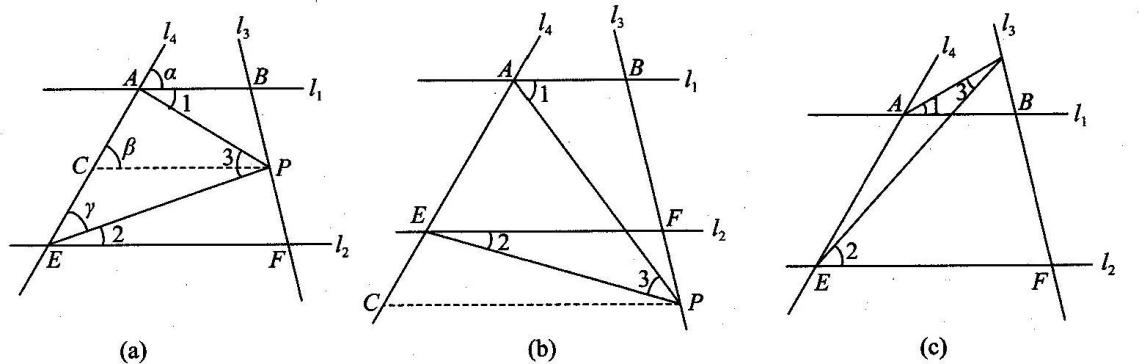 l₄ l₃
A α B
1 l₁
C β 3 P
γ
E 2 F l₂
(a)
l₄ l₃
A B
1 l₁
E F
2 l₂
C 3 P
(b)
l₄ l₃
A 1 3 B
l₁
2
E F l₂
(c)